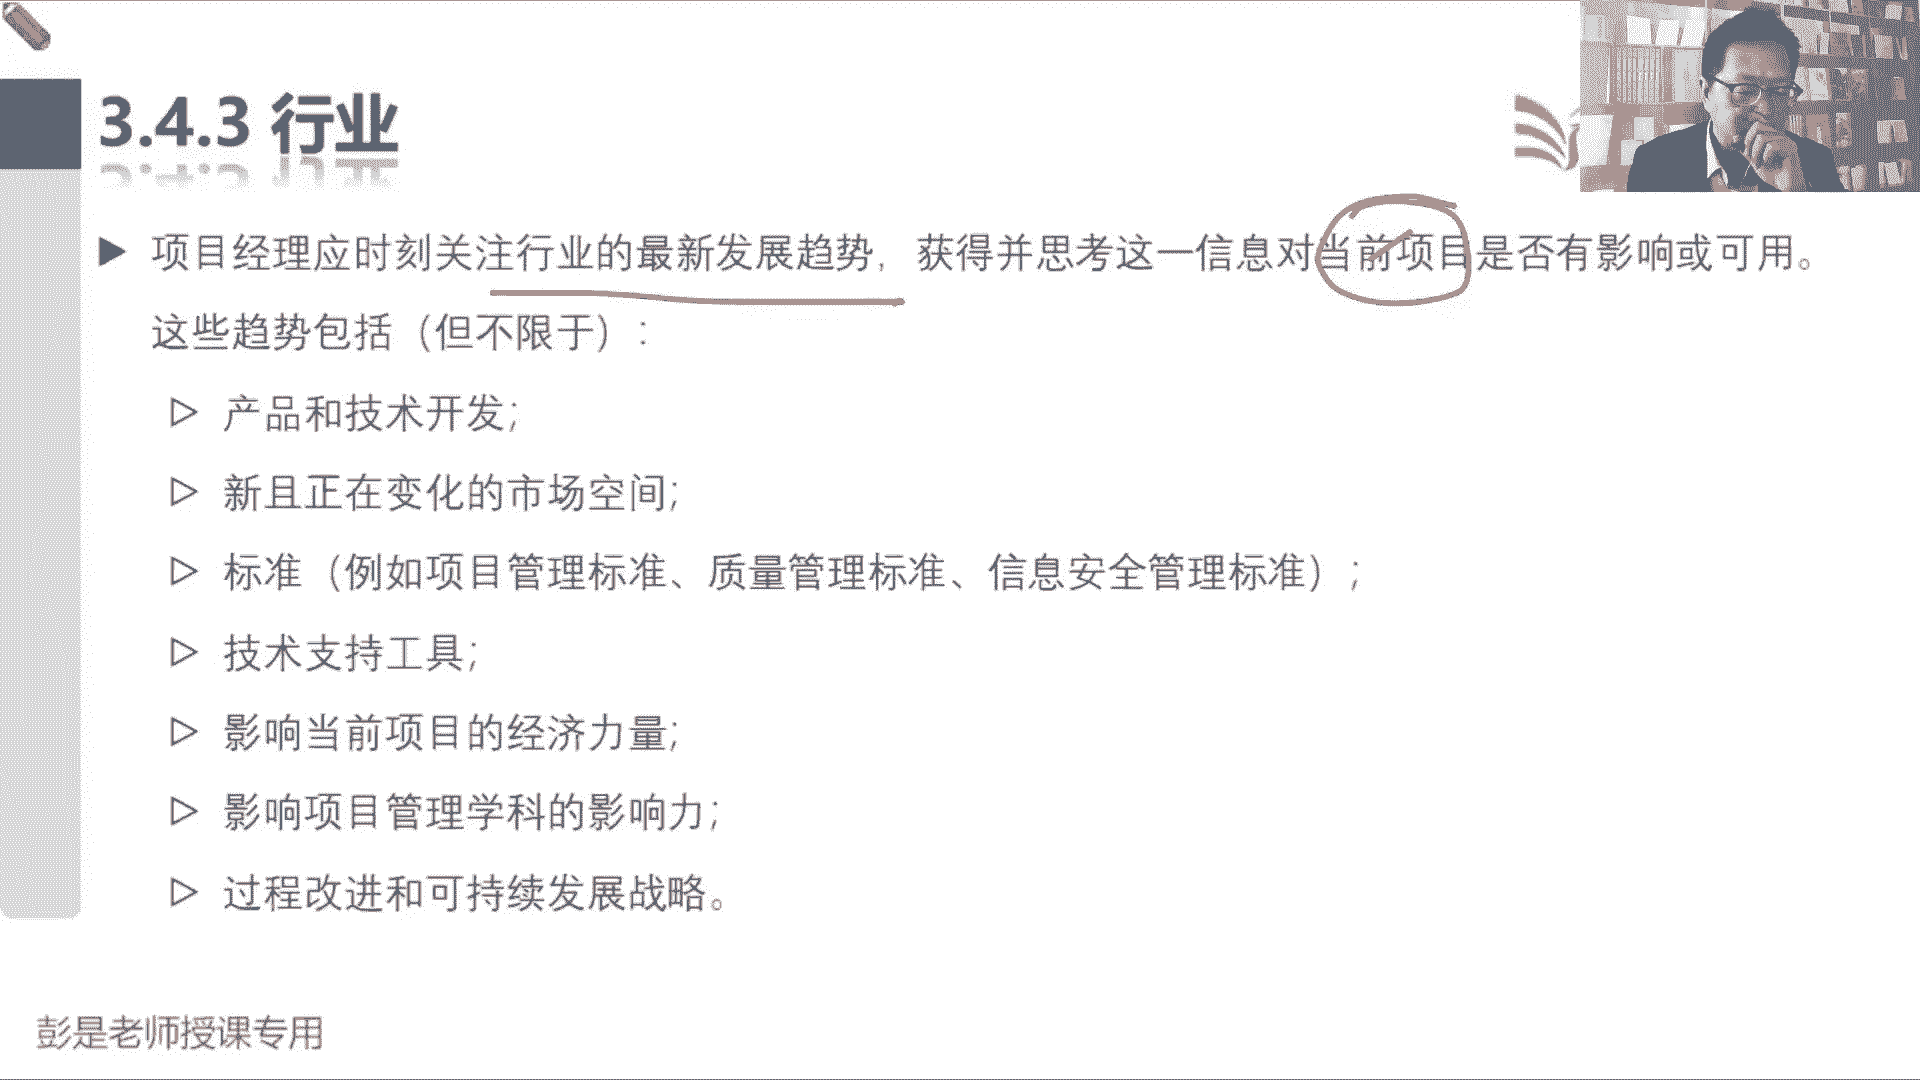 3.4.3 行业
项目经理应时刻关注行业的最新发展趋势，获得并思考这一信息对当前项目是否有影响或可用。
这些趋势包括（但不限于）：
产品和技术开发；
新且正在变化的市场空间；
标准（例如项目管理标准、质量管理标准、信息安全管理标准）；
技术支持工具；
影响当前项目的经济力量；
影响项目管理学科的影响力；
过程改进和可持续发展战略。
彭是老师授课专用